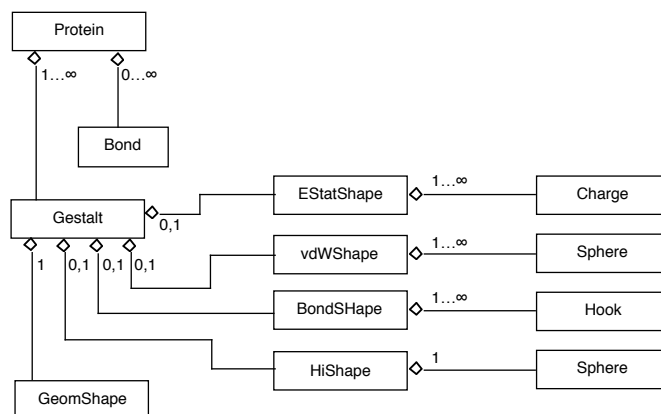 Protein
1…∞ 0…∞
Bond
EStatShape 1…∞ Charge
Gestalt 0,1
1 0,1 0,1 0,1
vdWShape 1…∞ Sphere
BondSHape 1…∞ Hook
HiShape 1 Sphere
GeomShape